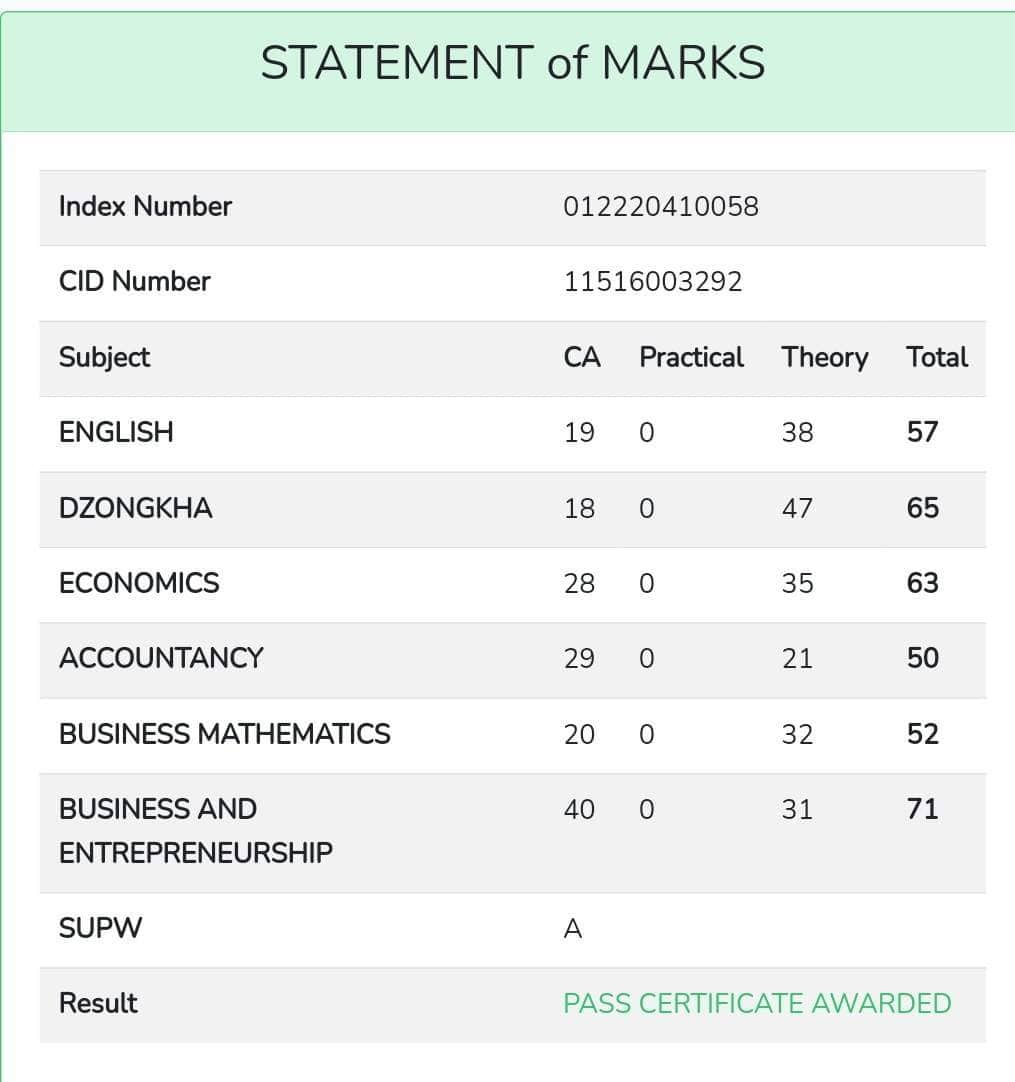 STATEMENT of MARKS
Index Number 012220410058
CID Number 11516003292
Subject CA Practical Theory Total
ENGLISH 19 0 38 57
DZONGKHA 18 0 47 65
ECONOMICS 28 0 35 63
ACCOUNTANCY 29 0 21 50
BUSINESS MATHEMATICS 20 0 32 52
BUSINESS AND 40 0 31 71
ENTREPRENEURSHIP
SUPW A
Result PASS CERTIFICATE AWARDED